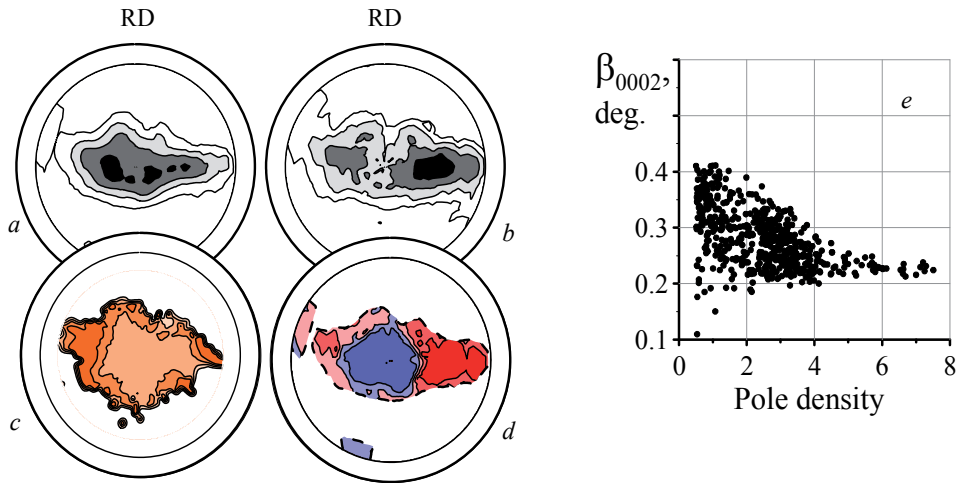 RD
RD
a
b
c
d
β0002,
deg.
e
0.4
0.3
0.2
0.1
0 2 4 6 8
Pole density